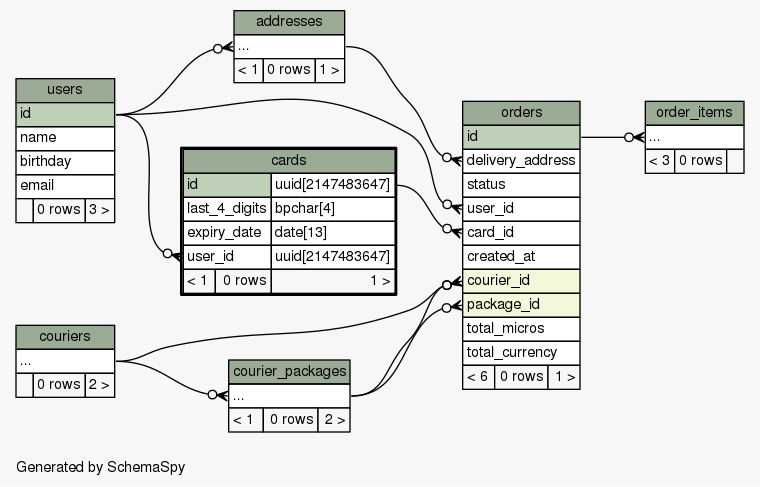 addresses
...
< 1 0 rows 1 >
users
id
name
birthday
email
0 rows 3 >
cards
id uuid[2147483647]
last_4_digits bpchar[4]
expiry_date date[13]
user_id uuid[2147483647]
< 1 0 rows 1 >
orders
id
delivery_address
status
user_id
card_id
created_at
courier_id
package_id
total_micros
total_currency
< 6 0 rows 1 >
order_items
...
< 3 0 rows
couriers
...
0 rows 2 >
courier_packages
...
< 1 0 rows 2 >
Generated by SchemaSpy